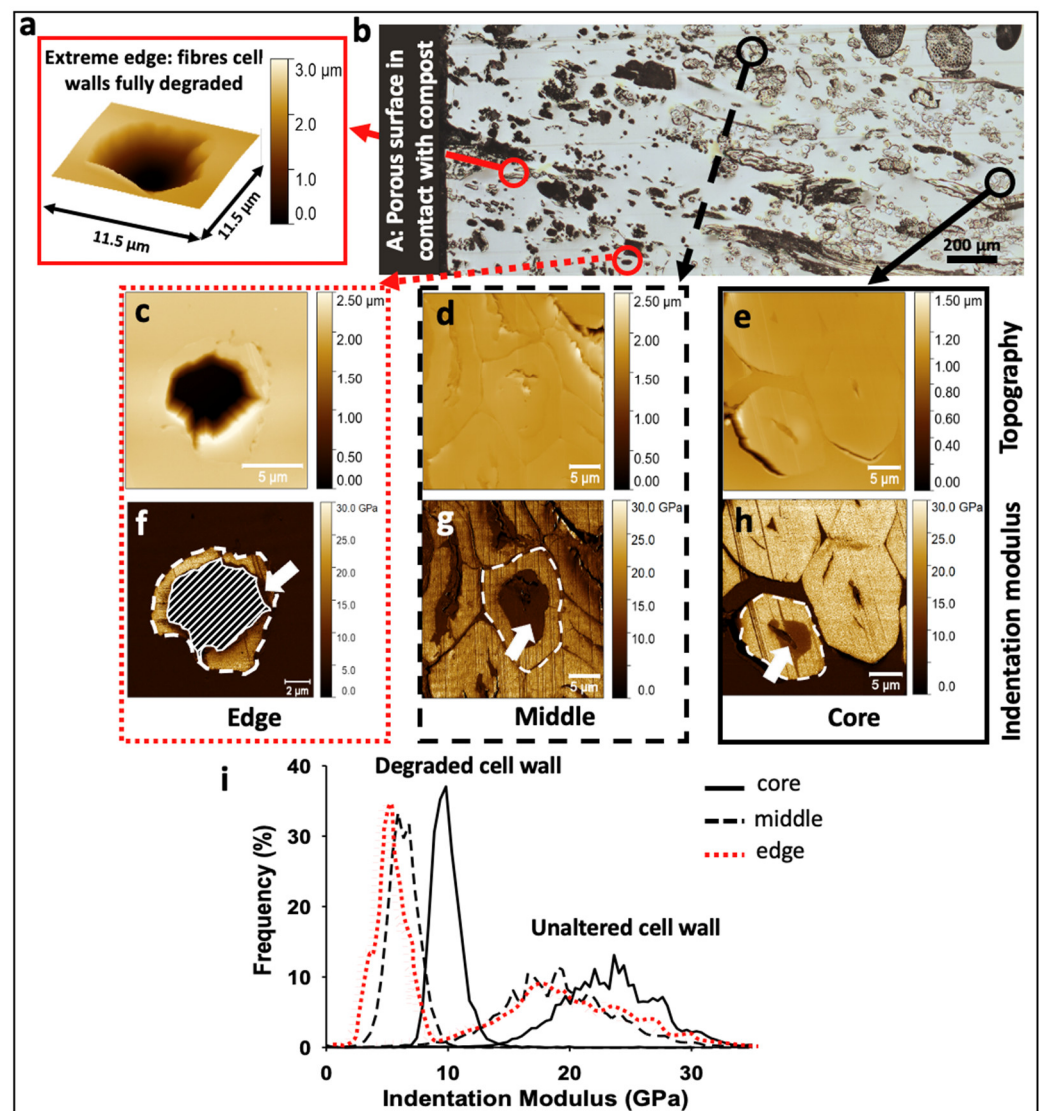 a
Extreme edge: fibres cell
walls fully degraded
3.0 µm
2.0
1.0
0.0
11.5 µm
11.5 µm
b
A: Porous surface in
contact with compost
200 µm
c
2.50 µm
2.00
1.50
1.00
0.50
0.00
5 µm
d
2.50 µm
2.00
1.50
1.00
0.50
0.00
5 µm
e
1.50 µm
1.20
1.00
0.80
0.60
0.40
0.00
5 µm
Topography
f
30.0 GPa
25.0
20.0
15.0
10.0
5.0
0.0
2 µm
Edge
g
30.0 GPa
25.0
20.0
15.0
10.0
0.0
5 µm
Middle
h
30.0 GPa
25.0
20.0
15.0
10.0
0.0
5 µm
Core
Indentation modulus
i
Degraded cell wall
Unaltered cell wall
core
middle
edge
Frequency (%)
40
30
20
10
0
0
10
20
30
Indentation Modulus (GPa)